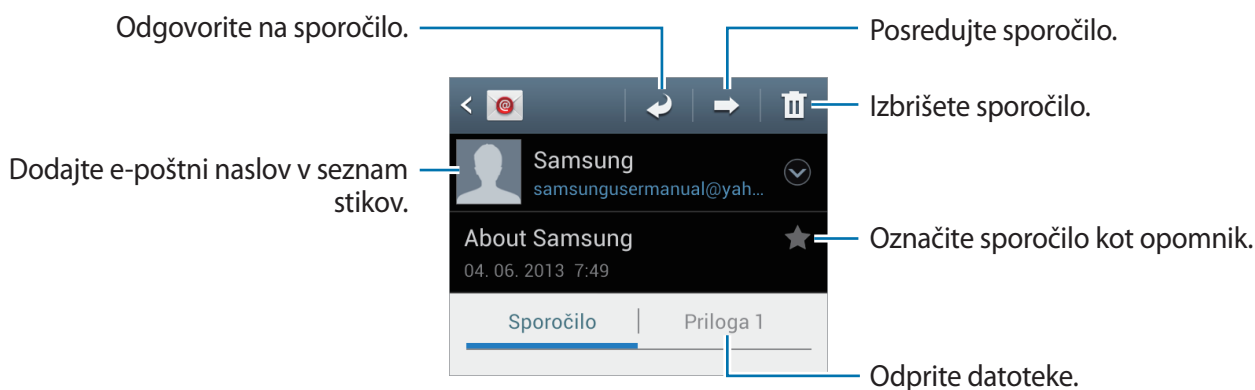 Odgovorite na sporočilo.
Posredujte sporočilo.
Izbrišete sporočilo.
Dodajte e-poštni naslov v seznam
stikov.
Samsung
samsungusermanual@yah...
About Samsung
04. 06. 2013 7:49
Označite sporočilo kot opomnik.
Sporočilo
Priloga 1
Odprite datoteke.